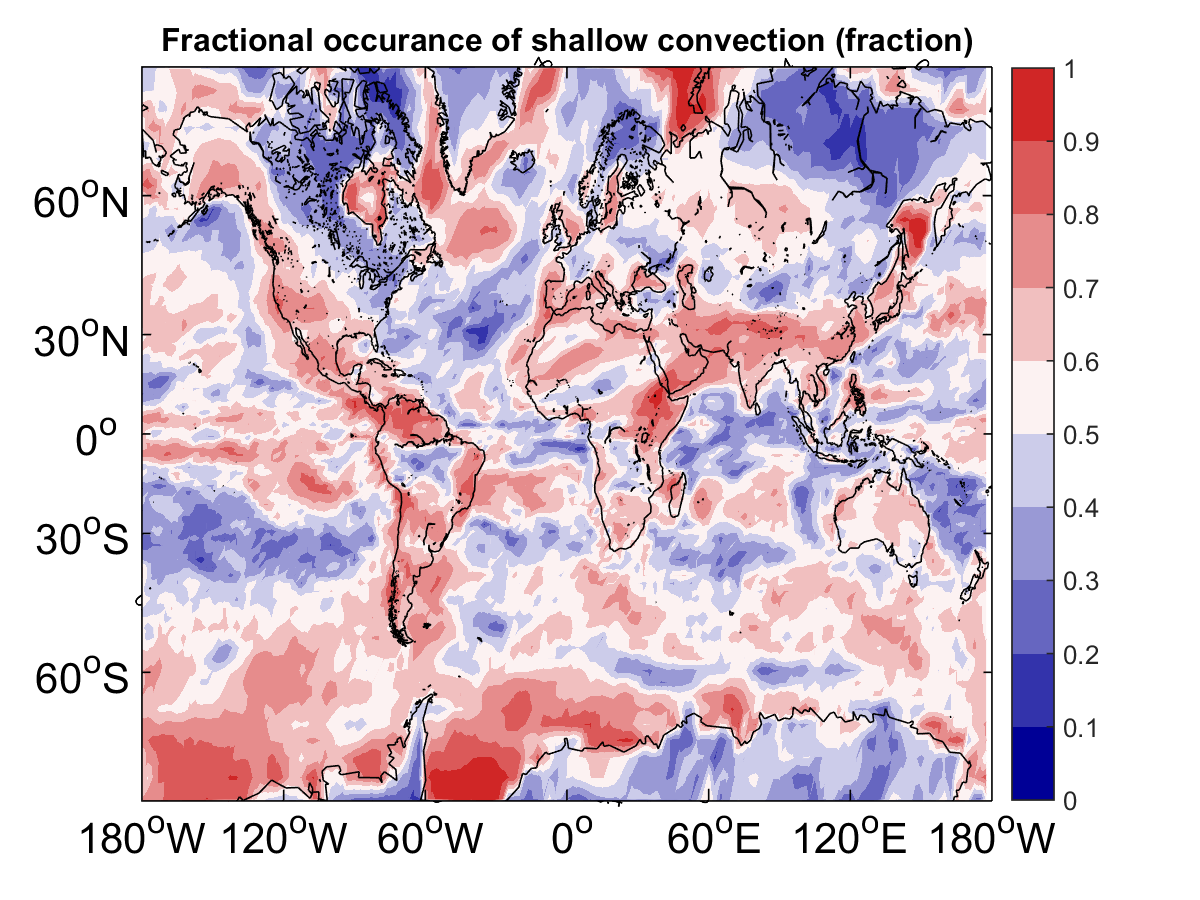 Fractional occurance of shallow convection (fraction)
60°N
30°N
0°
30°S
60°S
180°W 120°W 60°W 0° 60°E 120°E 180°W
1
0.9
0.8
0.7
0.6
0.5
0.4
0.3
0.2
0.1
0